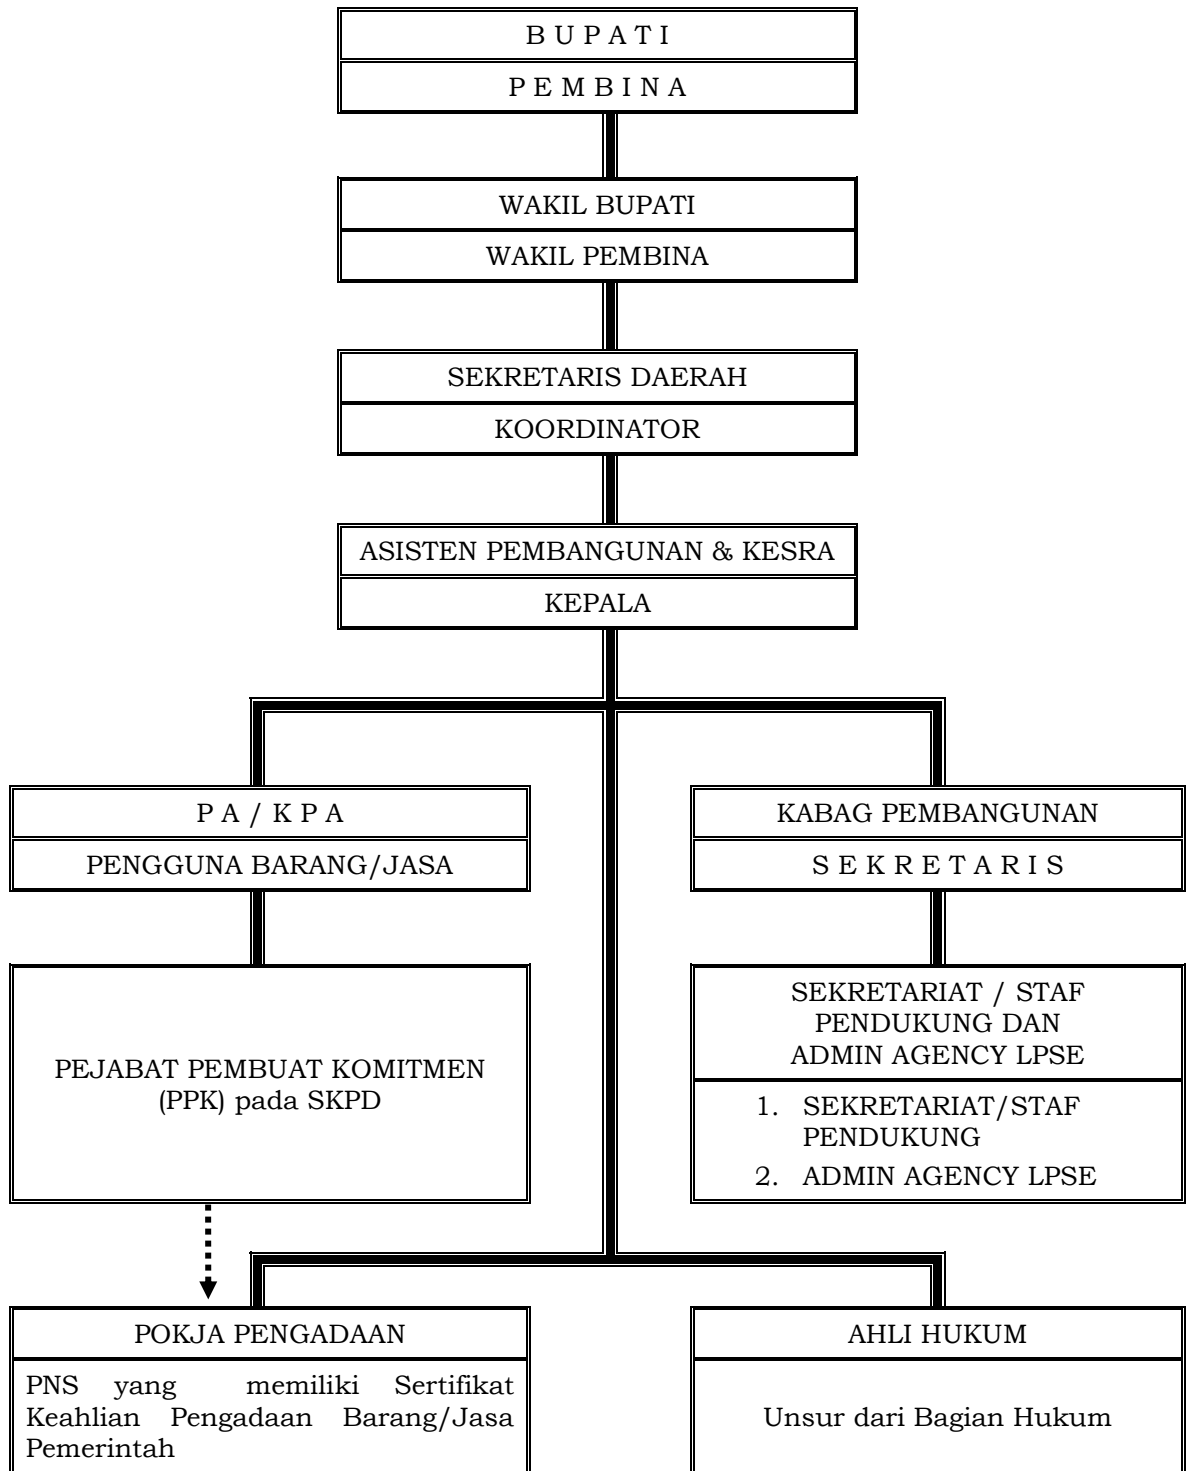 B U P A T I
P E M B I N A
WAKIL BUPATI
WAKIL PEMBINA
SEKRETARIS DAERAH
KOORDINATOR
ASISTEN PEMBANGUNAN & KESRA
KEPALA
P A / K P A
PENGGUNA BARANG/JASA
KABAG PEMBANGUNAN
S E K R E T A R I S
PEJABAT PEMBUAT KOMITMEN
(PPK) pada SKPD
SEKRETARIAT / STAF
PENDUKUNG DAN
ADMIN AGENCY LPSE
1. SEKRETARIAT/STAF
PENDUKUNG
2. ADMIN AGENCY LPSE
POKJA PENGADAAN
PNS yang memiliki Sertifikat
Keahlian Pengadaan Barang/Jasa
Pemerintah
AHLI HUKUM
Unsur dari Bagian Hukum